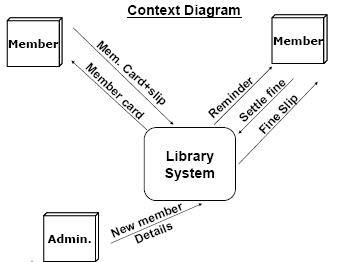 Context Diagram
Member
Member
Mem. Card+slip
Member card
Reminder
Settle fine
Fine Slip
Library
System
Admin.
New member
Details